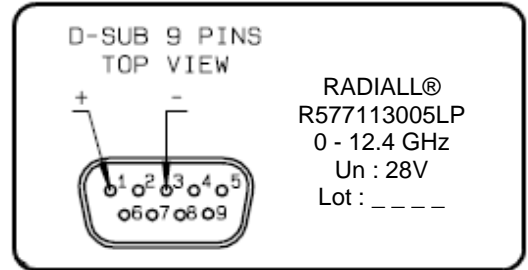 D-SUB 9 PINS
TOP VIEW
+ -
1 2 3 4 5
6 7 8 9
RADIALL®
R577113005LP
0 - 12.4 GHz
Un : 28V
Lot : _ _ _ _